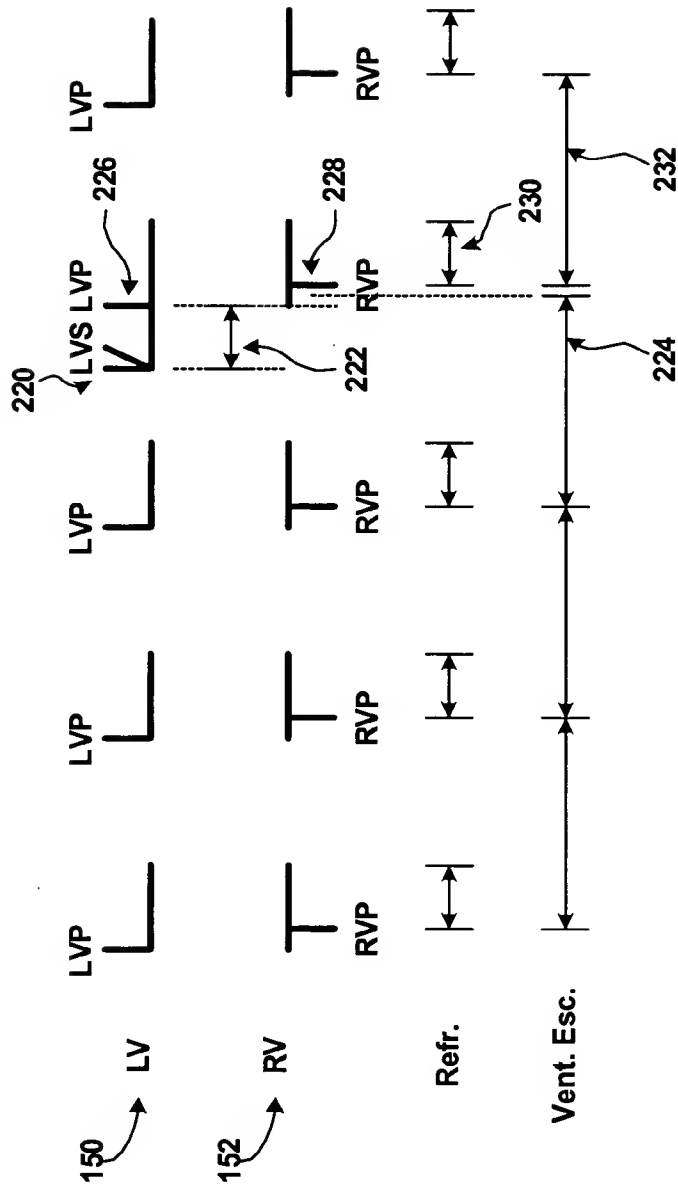 150
LV
LVP
LVP
LVP
220
LVS
LVP
226
LVP
152
RV
222
228
RVP
RVP
RVP
RVP
RVP
Refr.
230
Vent. Esc.
224
232